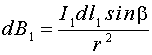 dB₁ = I₁dl₁ sinβ / r²